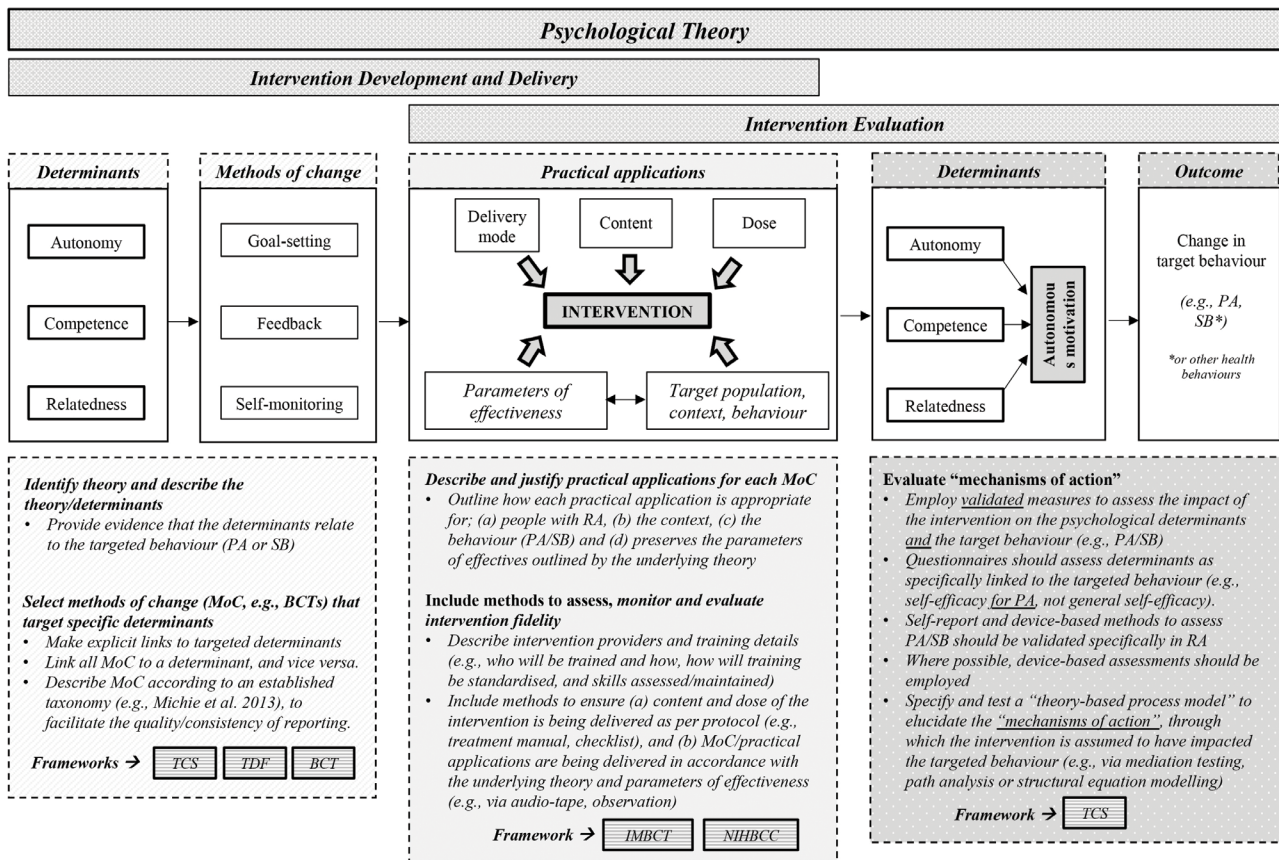 Psychological Theory
Intervention Development and Delivery
Intervention Evaluation
Determinants
Autonomy
Competence
Relatedness
Methods of change
Goal-setting
Feedback
Self-monitoring
Practical applications
Delivery
mode
Content
Dose
INTERVENTION
Parameters of
effectiveness
Target population,
context, behaviour
Determinants
Autonomy
Competence
Relatedness
Autonomou
s motivation
Outcome
Change in
target behaviour
(e.g., PA,
SB*)
*or other health
behaviours
Identify theory and describe the
theory/determinants
• Provide evidence that the determinants relate
to the targeted behaviour (PA or SB)
Select methods of change (MoC, e.g., BCTs) that
target specific determinants
• Make explicit links to targeted determinants
• Link all MoC to a determinant, and vice versa.
• Describe MoC according to an established
taxonomy (e.g., Michie et al. 2013), to
facilitate the quality/consistency of reporting.
Frameworks → TCS TDF BCT
Describe and justify practical applications for each MoC
• Outline how each practical application is appropriate
for; (a) people with RA, (b) the context, (c) the
behaviour (PA/SB) and (d) preserves the parameters
of effectives outlined by the underlying theory
Include methods to assess, monitor and evaluate
intervention fidelity
• Describe intervention providers and training details
(e.g., who will be trained and how, how will training
be standardised, and skills assessed/maintained)
• Include methods to ensure (a) content and dose of the
intervention is being delivered as per protocol (e.g.,
treatment manual, checklist), and (b) MoC/practical
applications are being delivered in accordance with
the underlying theory and parameters of effectiveness
(e.g., via audio-tape, observation)
Framework → IMBCT NIHBCC
Evaluate “mechanisms of action”
• Employ validated measures to assess the impact of
the intervention on the psychological determinants
and the target behaviour (e.g., PA/SB)
• Questionnaires should assess determinants as
specifically linked to the targeted behaviour (e.g.,
self-efficacy for PA, not general self-efficacy).
• Self-report and device-based methods to assess
PA/SB should be validated specifically in RA
• Where possible, device-based assessments should be
employed
• Specify and test a “theory-based process model” to
elucidate the “mechanisms of action”, through
which the intervention is assumed to have impacted
the targeted behaviour (e.g., via mediation testing,
path analysis or structural equation modelling)
Framework → TCS